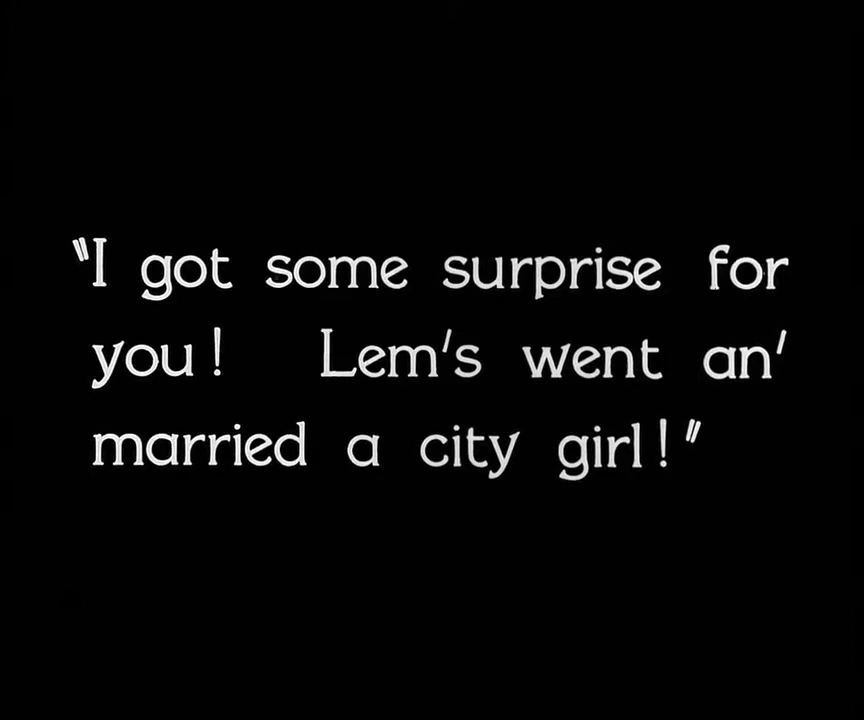 "I got some surprise for
you! Lem's went an'
married a city girl!"